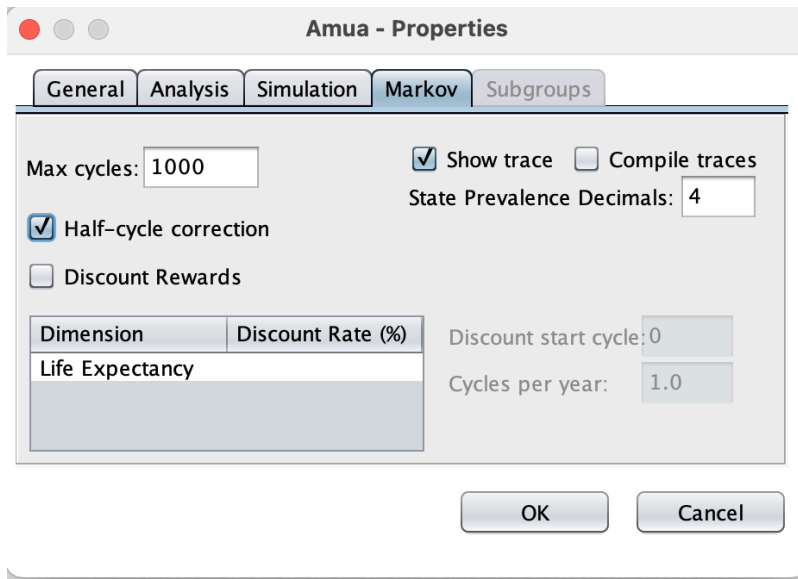 Amua - Properties
General Analysis Simulation Markov Subgroups
Max cycles: 1000
Show trace Compile traces
State Prevalence Decimals: 4
Half-cycle correction
Discount Rewards
Dimension Discount Rate (%)
Life Expectancy
Discount start cycle: 0
Cycles per year: 1.0
OK Cancel